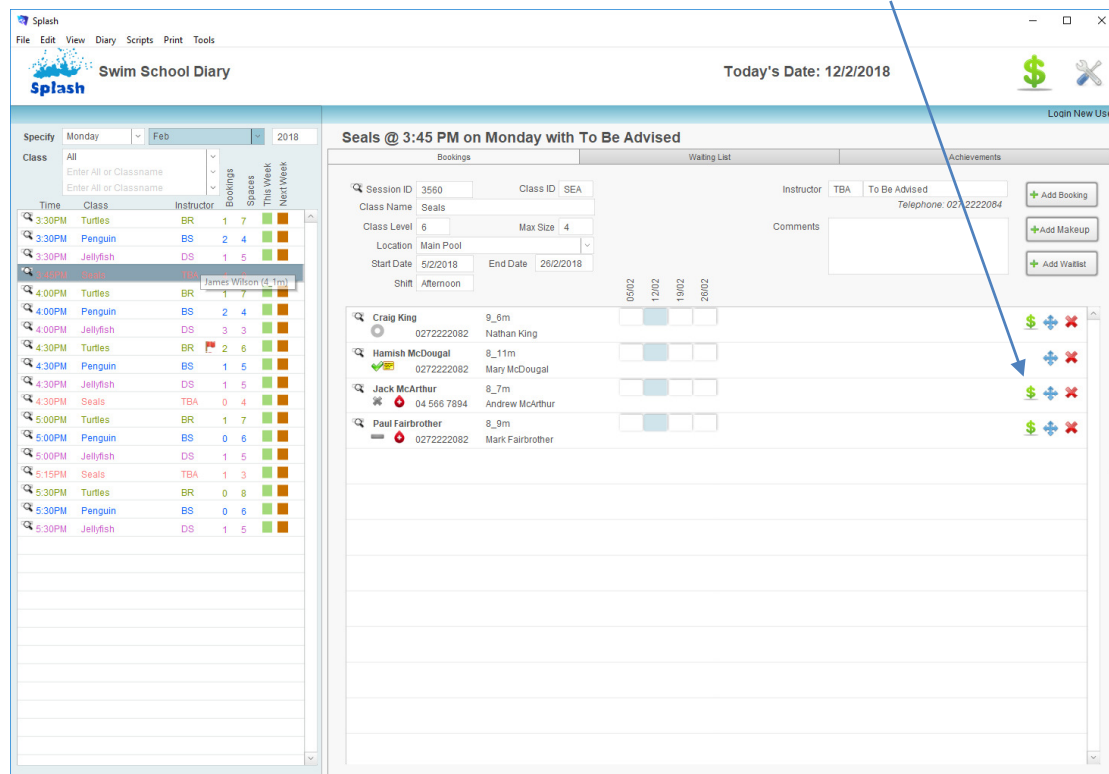 Splash
File Edit View Diary Scripts Print Tools
Splash
Swim School Diary
Today's Date: 12/2/2018
Login New Use
Specify Monday Feb 2018
Class All
Enter All or Classname
Enter All or Classname
Time Class Instructor Bookings Spaces This Week Next Week
3:30PM Turtles BR 1 7
3:30PM Penguin BS 2 4
3:30PM Jellyfish DS 1 5
James Wilson (4_1m)
4:00PM Turtles BR 1 7
4:00PM Penguin BS 2 4
4:00PM Jellyfish DS 3 3
4:30PM Turtles BR 2 6
4:30PM Penguin BS 1 5
4:30PM Jellyfish DS 1 5
4:30PM Seals TBA 0 4
5:00PM Turtles BR 1 7
5:00PM Penguin BS 0 6
5:00PM Jellyfish DS 1 5
5:15PM Seals TBA 1 3
5:30PM Turtles BR 0 8
5:30PM Penguin BS 0 6
5:30PM Jellyfish DS 1 5
Seals @ 3:45 PM on Monday with To Be Advised
Bookings Waiting List Achievements
Session ID 3560 Class ID SEA Instructor TBA To Be Advised
Class Name Seals Telephone: 027 2222084
Class Level 6 Max Size 4 Comments
Location Main Pool
Start Date 5/2/2018 End Date 26/2/2018
Shift Afternoon
Add Booking
Add Makeup
Add Waitlist
05/02 12/02 19/02 26/02
Craig King 9_6m
0272222082 Nathan King
Hamish McDougal 8_11m
0272222082 Mary McDougal
Jack McArthur 8_7m
04 566 7894 Andrew McArthur
Paul Fairbrother 8_9m
0272222082 Mark Fairbrother